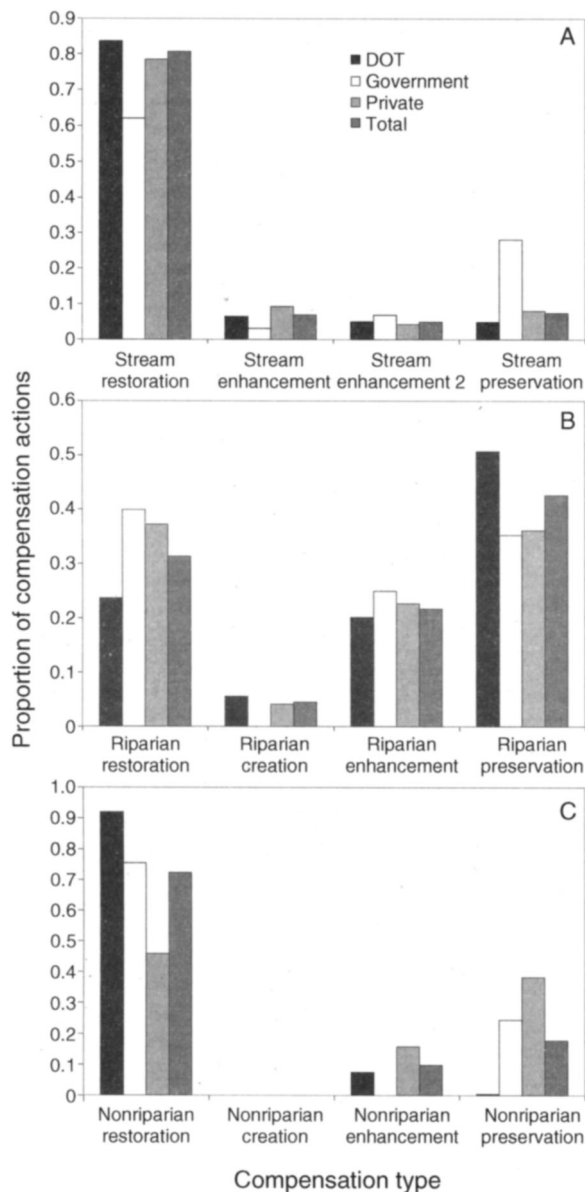 A
0.9
0.8
0.7
0.6
0.5
0.4
0.3
0.2
0.1
0
DOT
Government
Private
Total
Stream restoration
Stream enhancement
Stream enhancement 2
Stream preservation
Proportion of compensation actions
B
0.6
0.5
0.4
0.3
0.2
0.1
0
Riparian restoration
Riparian creation
Riparian enhancement
Riparian preservation
C
1.0
0.9
0.8
0.7
0.6
0.5
0.4
0.3
0.2
0.1
0
Nonriparian restoration
Nonriparian creation
Nonriparian enhancement
Nonriparian preservation
Compensation type